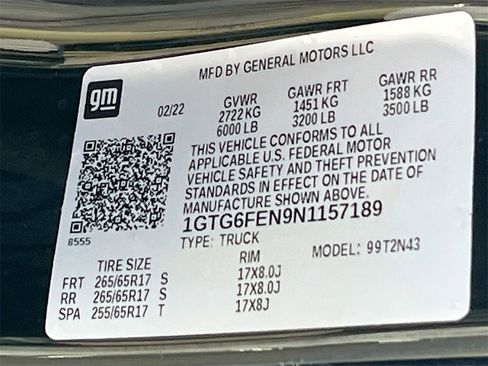 MFD BY GENERAL MOTORS LLC
gm
02/22
GVWR GAWR FRT GAWR RR
2722 KG 1451 KG 1588 KG
6000 LB 3200 LB 3500 LB
THIS VEHICLE CONFORMS TO ALL
APPLICABLE U.S. FEDERAL MOTOR
VEHICLE SAFETY AND THEFT PREVENTION
STANDARDS IN EFFECT ON THE DATE OF
MANUFACTURE SHOWN ABOVE.
8555
1GTG6FEN9N1157189
TYPE: TRUCK MODEL: 99T2N43
TIRE SIZE RIM
FRT 265/65R17 S 17X8.0J
RR 265/65R17 S 17X8.0J
SPA 255/65R17 T 17X8J